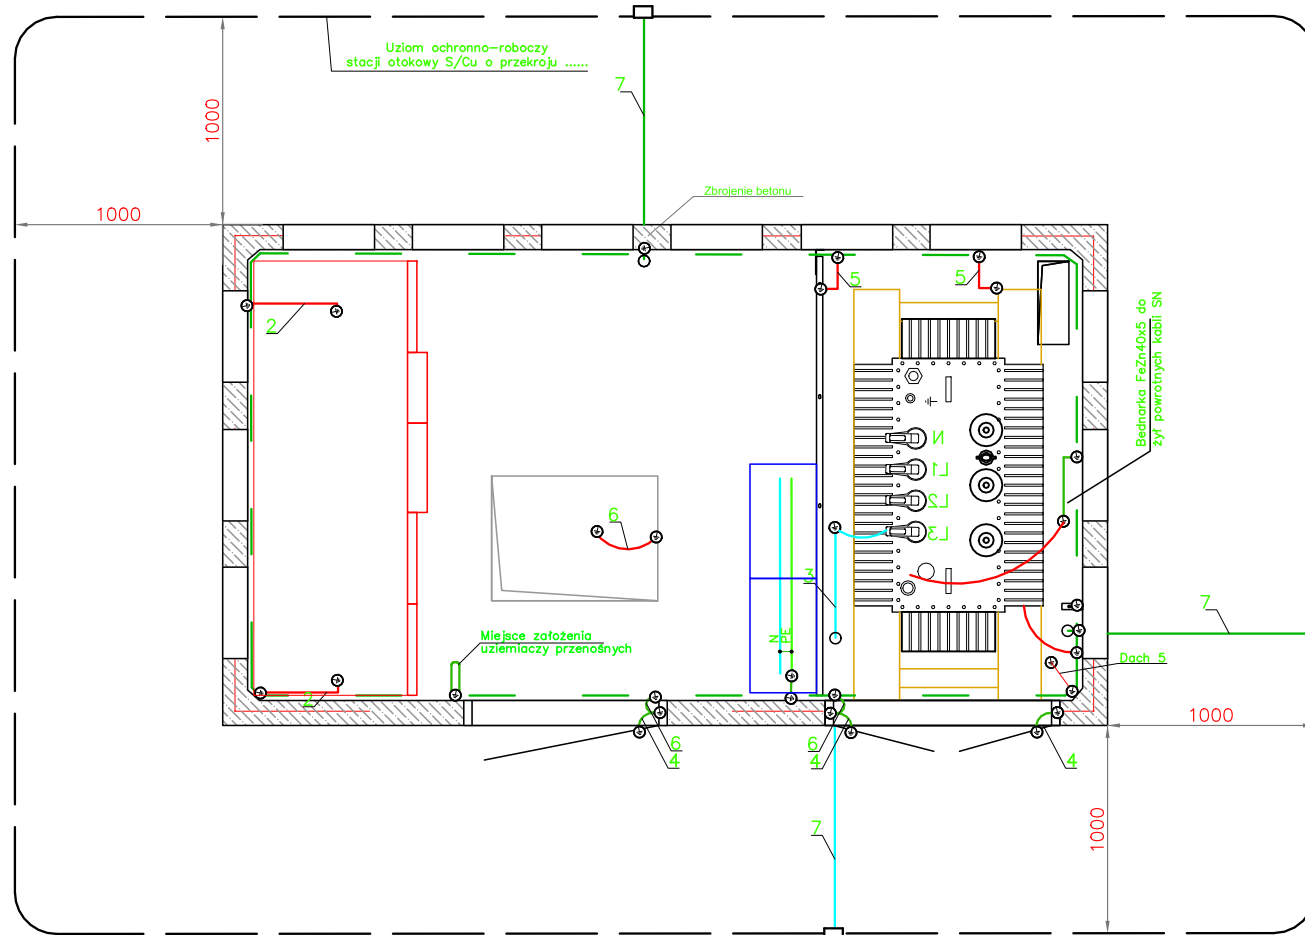 Uziom ochronno-roboczy
stacji otokowy S/Cu o przekroju ......
7
1000
1000
Zbrojenie betonu
5
5
2
Bednarka FeZn40x5 do
żył powrotnych kabli SN
N
L1
L2
L3
6
3
7
N
PE
Miejsce założenia
uziemiaczy przenośnych
Dach 5
2
1000
6
4
6
4
4
7
1000